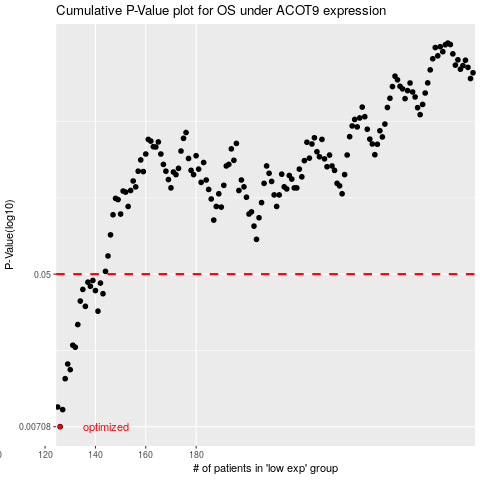 Cumulative P-Value plot for OS under ACOT9 expression
P-Value(log10)
0.05
0.00708
optimized
0
120
140
160
180
# of patients in 'low exp' group